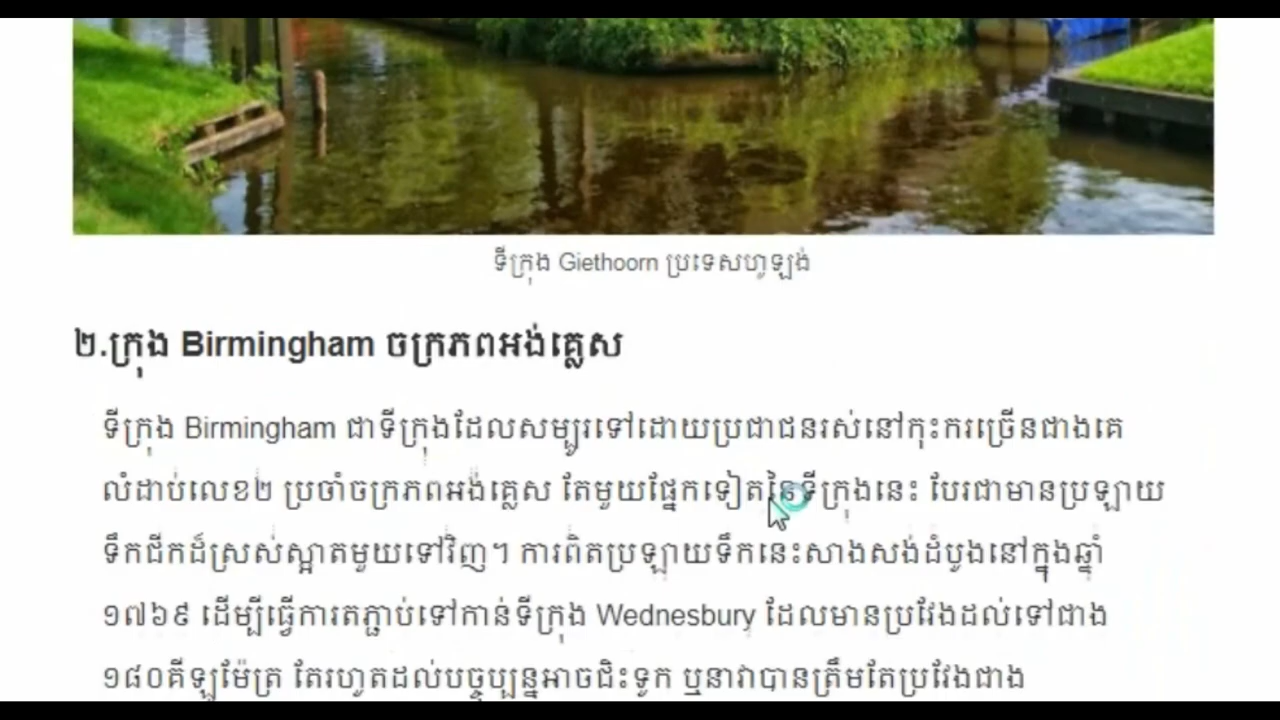 ទីក្រុង Giethoorn ប្រទេសហូឡង់
២.ក្រុង Birmingham ចក្រភពអង់គ្លេស
ទីក្រុង Birmingham ជាទីក្រុងដែលសម្បូរទៅដោយប្រជាជនរស់នៅកុះករច្រើនជាងគេ
លំដាប់លេខ២ ប្រចាំចក្រភពអង់គ្លេស តែមួយផ្នែកទៀតនៃទីក្រុងនេះ បែរជាមានប្រឡាយ
ទឹកជីកដ៏ស្រស់ស្អាតមួយទៅវិញ។ ការពិតប្រឡាយទឹកនេះសាងសង់ដំបូងនៅក្នុងឆ្នាំ
១៧៦៩ ដើម្បីធ្វើការតភ្ជាប់ទៅកាន់ទីក្រុង Wednesbury ដែលមានប្រវែងដល់ទៅជាង
១៨០គីឡូម៉ែត្រ តែរហូតដល់បច្ចុប្បន្នអាចជិះទូក ឬនាវាបានត្រឹមតែប្រវែងជាង